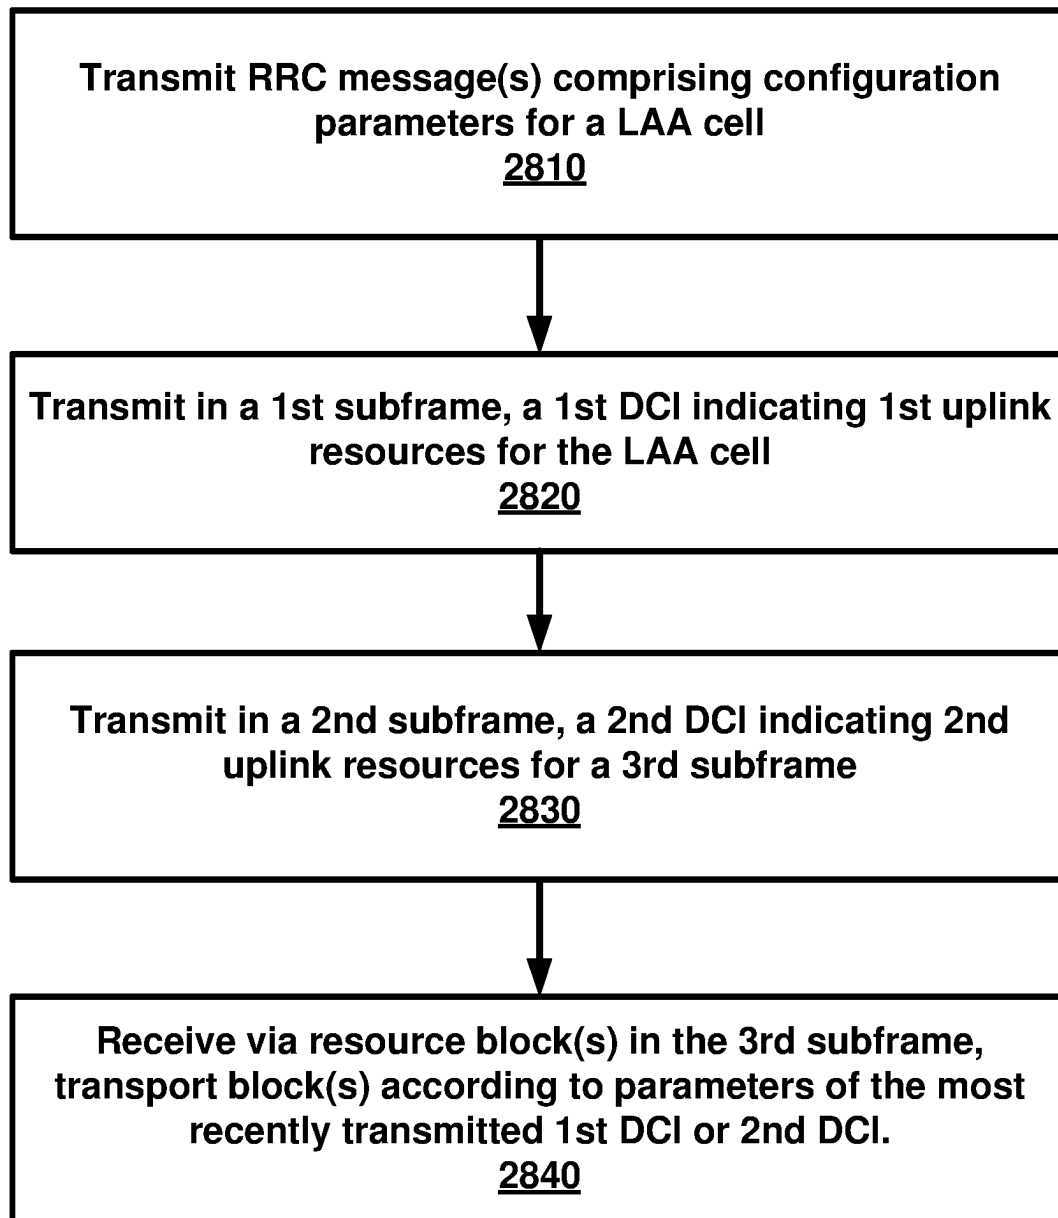 Transmit RRC message(s) comprising configuration
parameters for a LAA cell
2810
Transmit in a 1st subframe, a 1st DCI indicating 1st uplink
resources for the LAA cell
2820
Transmit in a 2nd subframe, a 2nd DCI indicating 2nd
uplink resources for a 3rd subframe
2830
Receive via resource block(s) in the 3rd subframe,
transport block(s) according to parameters of the most
recently transmitted 1st DCI or 2nd DCI.
2840